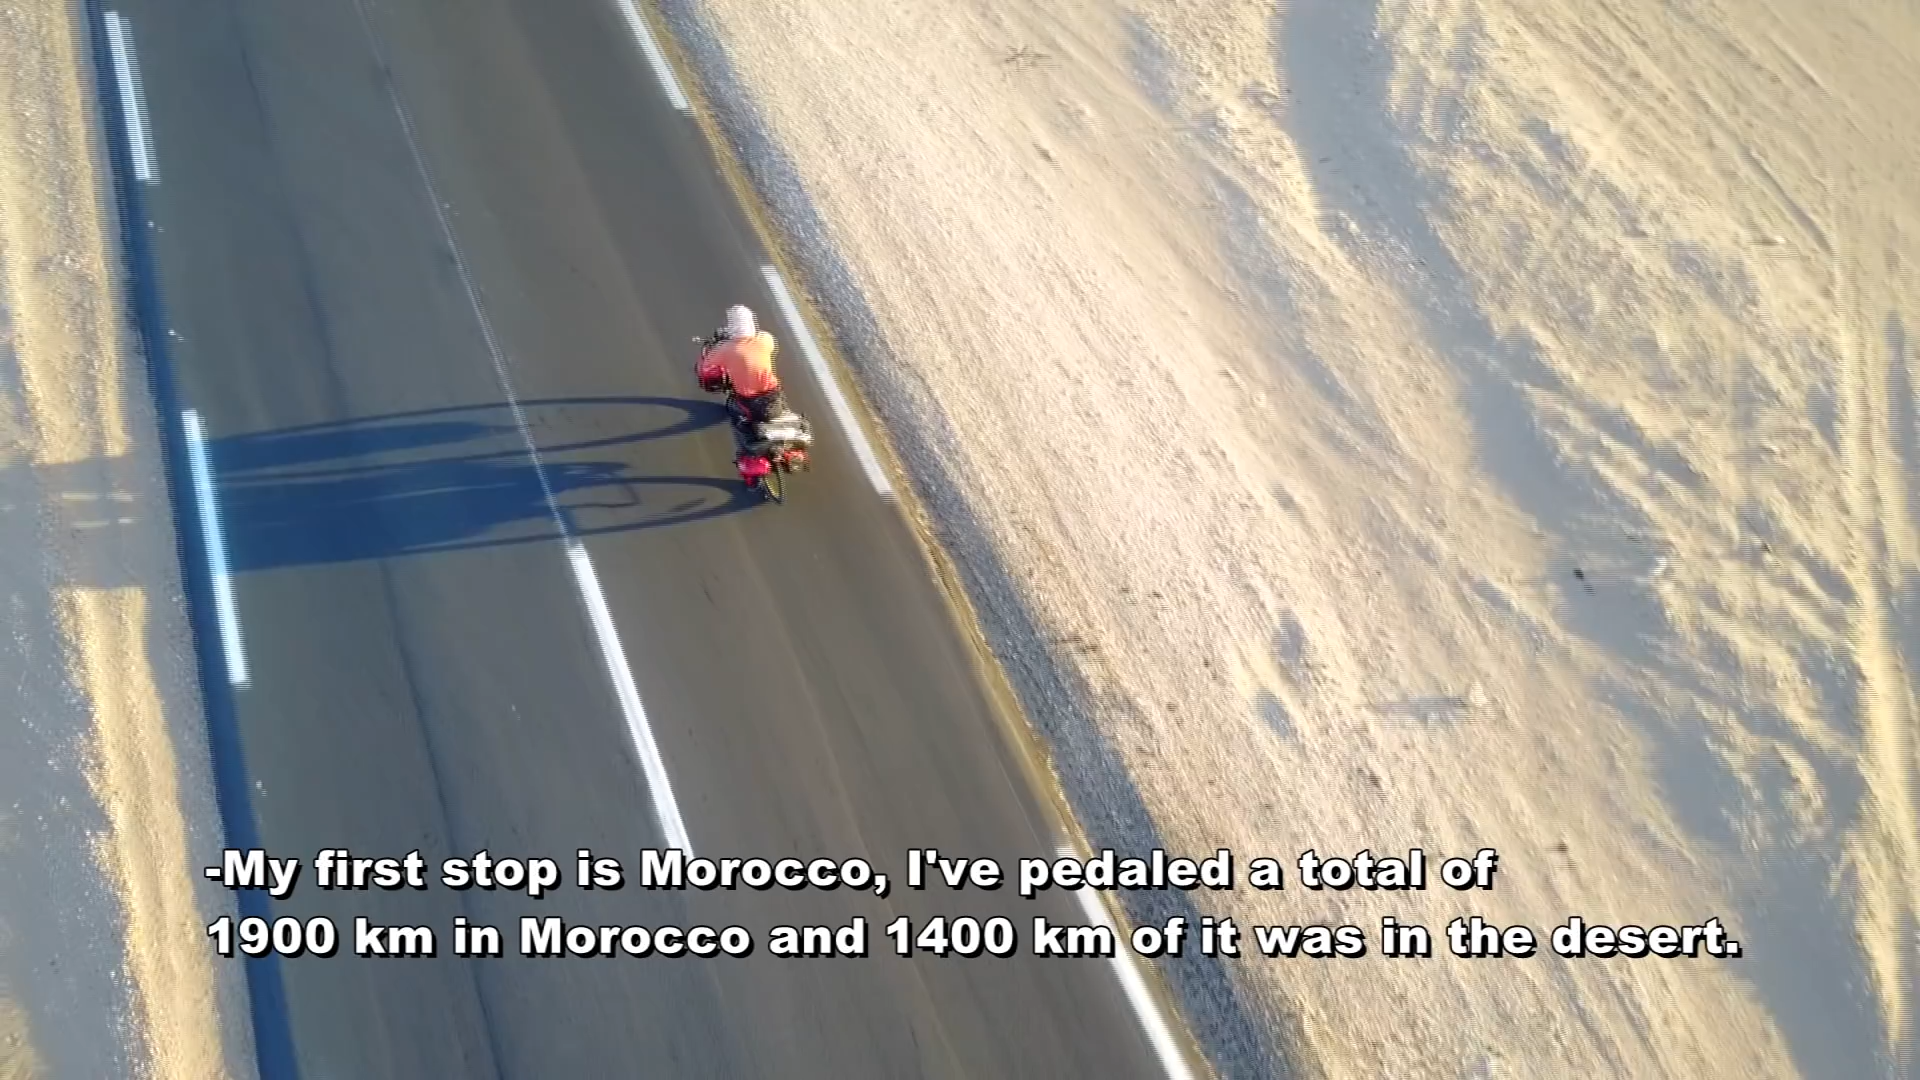 -My first stop is Morocco, I've pedaled a total of
1900 km in Morocco and 1400 km of it was in the desert.